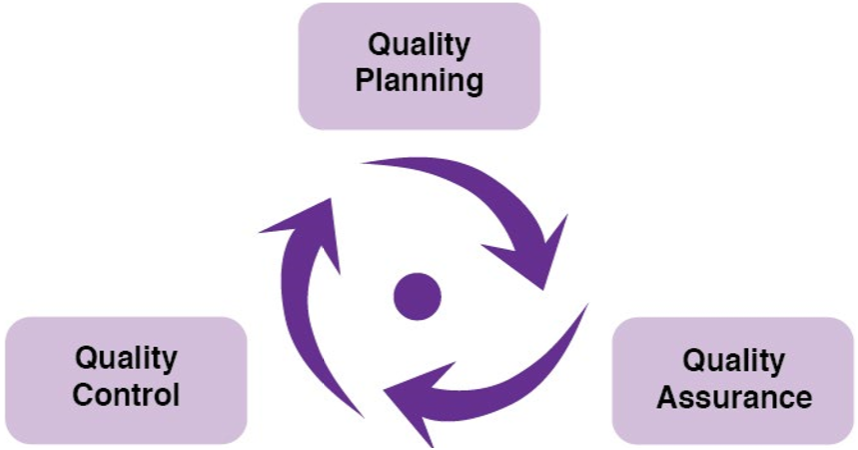 Quality
Planning
Quality
Control
Quality
Assurance